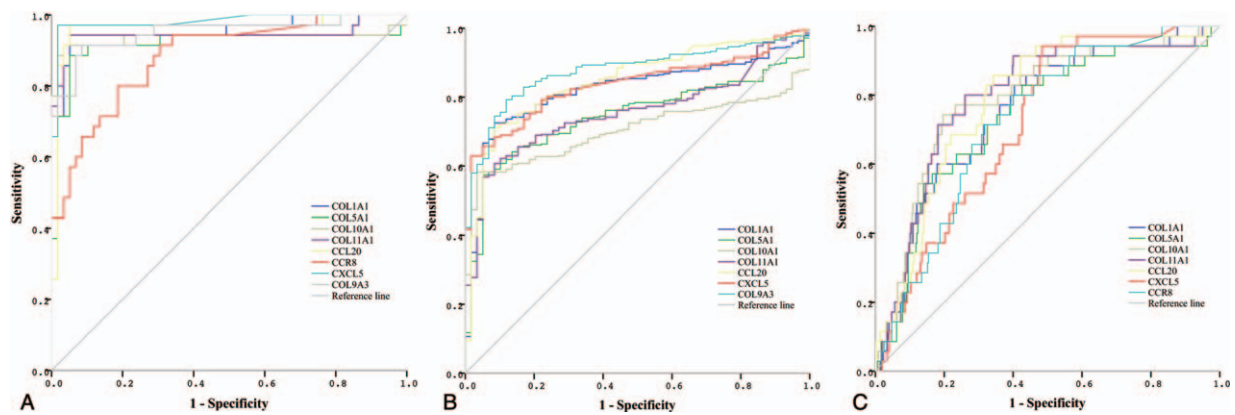 1.0
0.8
0.6
0.4
0.2
0.0
Sensitivity
0.0 0.2 0.4 0.6 0.8 1.0
1 - Specificity
COL1A1
COL5A1
COL10A1
COL11A1
CCL20
CCR8
CXCL5
COL9A3
Reference line
A
1.0
0.8
0.6
0.4
0.2
0.0
Sensitivity
0.0 0.2 0.4 0.6 0.8 1.0
1 - Specificity
COL1A1
COL5A1
COL10A1
COL11A1
CCL20
CXCL5
COL9A3
Reference line
B
1.0
0.8
0.6
0.4
0.2
0.0
Sensitivity
0.0 0.2 0.4 0.6 0.8 1.0
1 - Specificity
COL1A1
COL5A1
COL10A1
COL11A1
CCL20
CXCL5
CCR8
Reference line
C